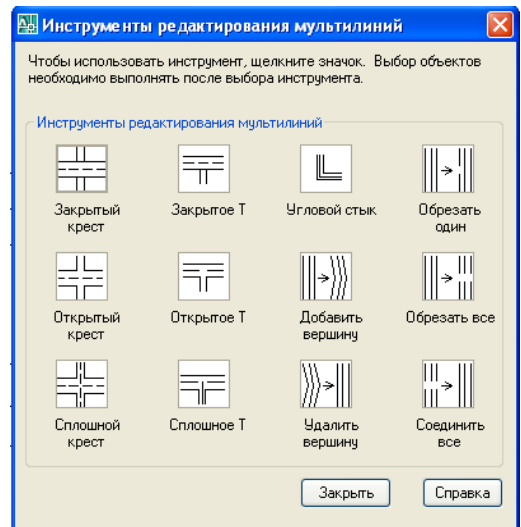 Инструменты редактирования мультилиний
Чтобы использовать инструмент, щелкните значок. Выбор объектов
необходимо выполнять после выбора инструмента.
Инструменты редактирования мультилиний
Закрытый крест
Закрытое Т
Угловой стык
Обрезать один
Открытый крест
Открытое Т
Добавить вершину
Обрезать все
Сплошной крест
Сплошное Т
Удалить вершину
Соединить все
Закрыть
Справка